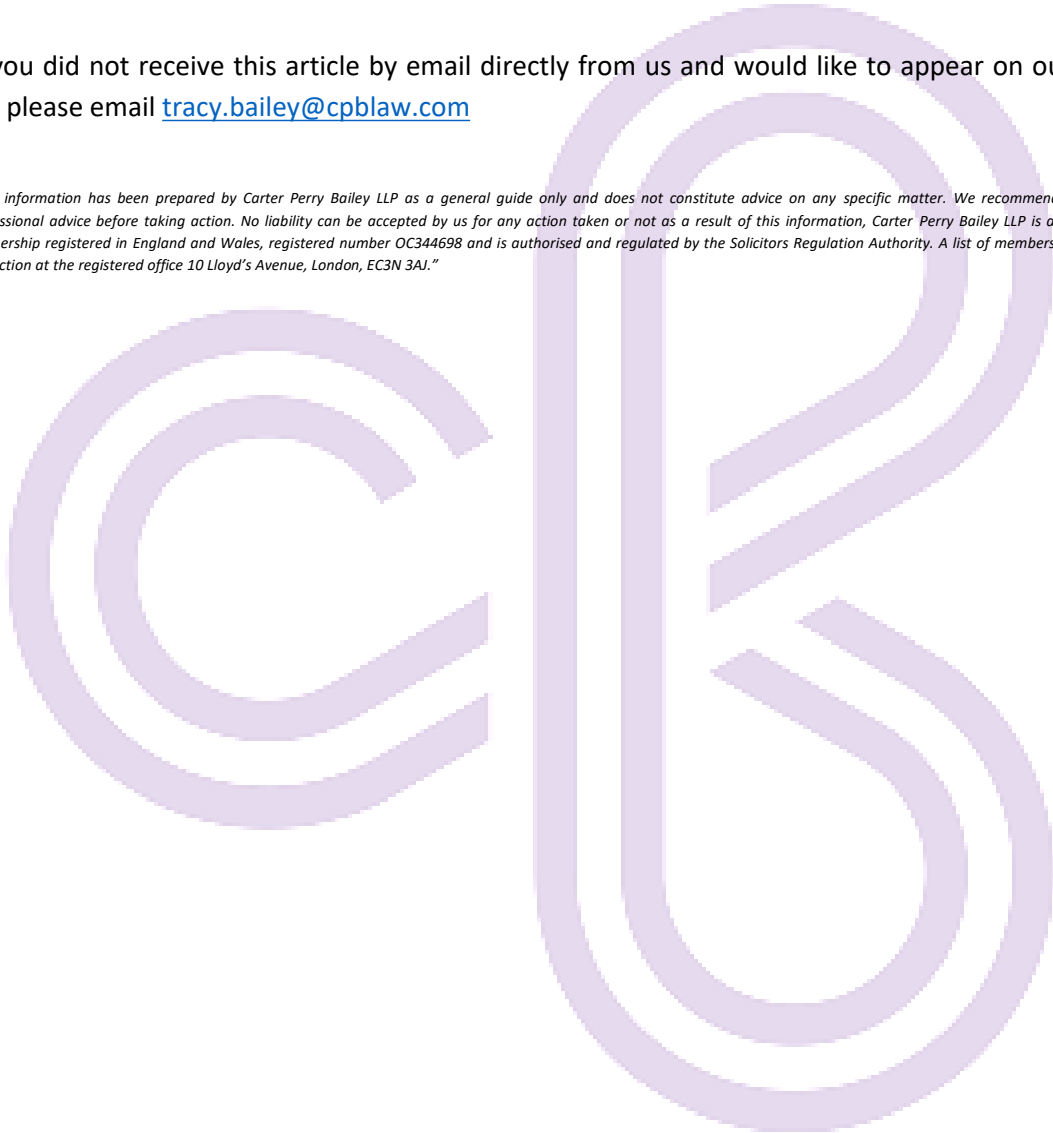 you did not receive this article by email directly from us and would like to appear on
please email tracy.bailey@cpblaw.com
information has been prepared by Carter Perry Bailey LLP as a general guide only and does not constitute advice on any specific matter. We recommend
professional advice before taking action. No liability can be accepted by us for any action taken or not as a result of this information, Carter Perry Bailey LLP is a
registered in England and Wales, registered number OC344698 and is authorised and regulated by the Solicitors Regulation Authority. A list of members
at the registered office 10 Lloyd’s Avenue, London, EC3N 3AJ.”